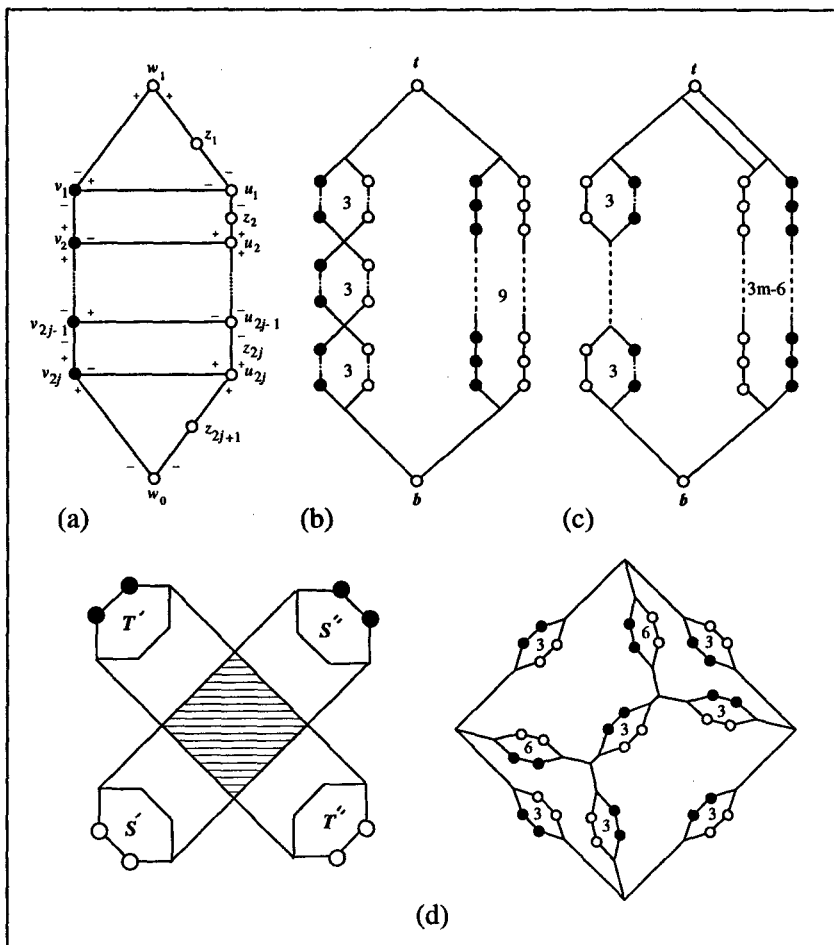 w₁
z₁
v₁ u₁
z₂
v₂ u₂
v₂ⱼ₋₁ u₂ⱼ₋₁
z₂ⱼ
v₂ⱼ u₂ⱼ
z₂ⱼ₊₁
w₀
+ +
− −
+ −
− −
+ +
− +
+ +
+ −
− −
+ +
− +
+ +
− −
(a)
t
3
3
9
3
b
(b)
t
3
3m-6
3
b
(c)
T′ S″
S′ T″
3 6 3
3 3
6
3 3 3
(d)